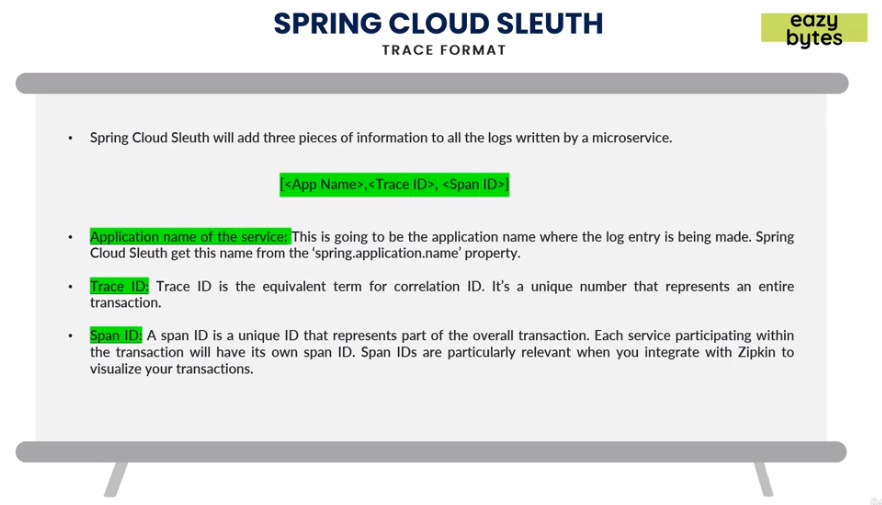 SPRING CLOUD SLEUTH
TRACE FORMAT
eazy
bytes
• Spring Cloud Sleuth will add three pieces of information to all the logs written by a microservice.
[<App Name>,<Trace ID>, <Span ID>]
• Application name of the service: This is going to be the application name where the log entry is being made. Spring
Cloud Sleuth get this name from the ‘spring.application.name’ property.
• Trace ID: Trace ID is the equivalent term for correlation ID. It’s a unique number that represents an entire
transaction.
• Span ID: A span ID is a unique ID that represents part of the overall transaction. Each service participating within
the transaction will have its own span ID. Span IDs are particularly relevant when you integrate with Zipkin to
visualize your transactions.